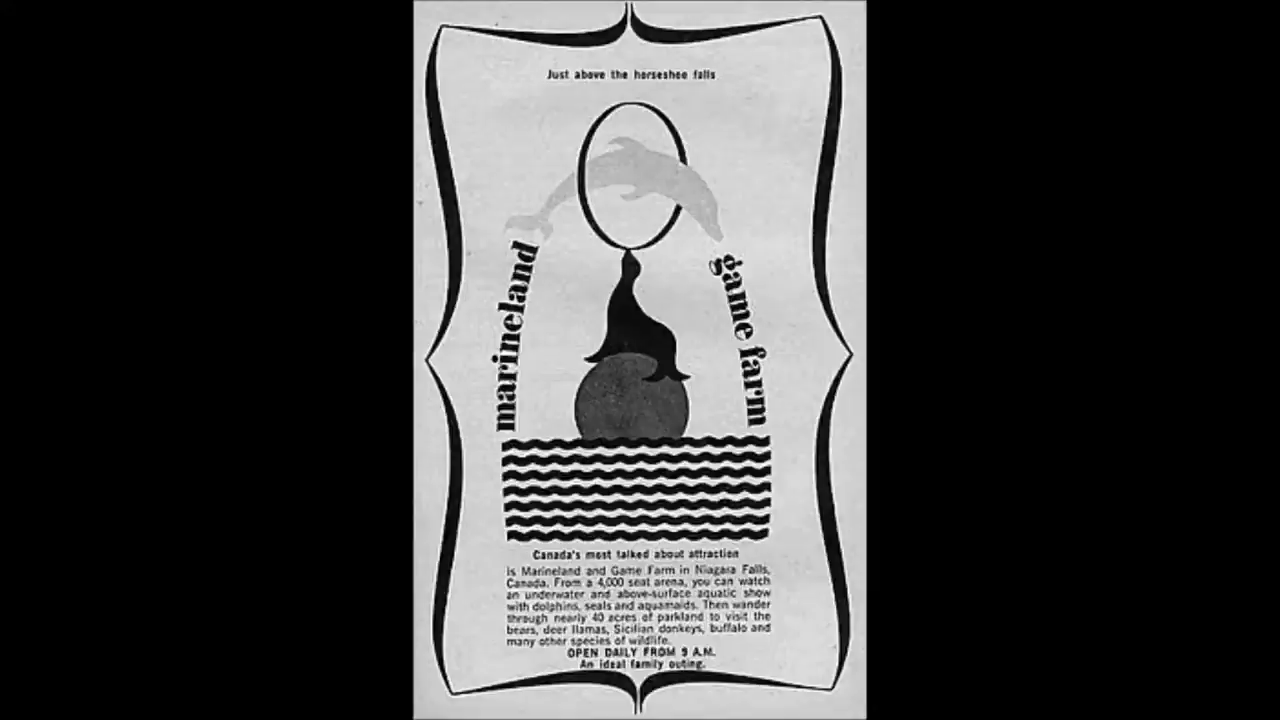 Just above the horseshoe falls
marineland
game farm
Canada's most talked about attraction
is Marineland and Game Farm in Niagara Falls,
Canada. From a 4,000 seat arena, you can watch
an underwater and above-surface aquatic show
with dolphins, seals and aquamaids. Then wander
through nearly 40 acres of parkland to visit the
bears, deer llamas, Sicilian donkeys, buffalo and
many other species of wildlife.
OPEN DAILY FROM 9 A.M.
An ideal family outing.